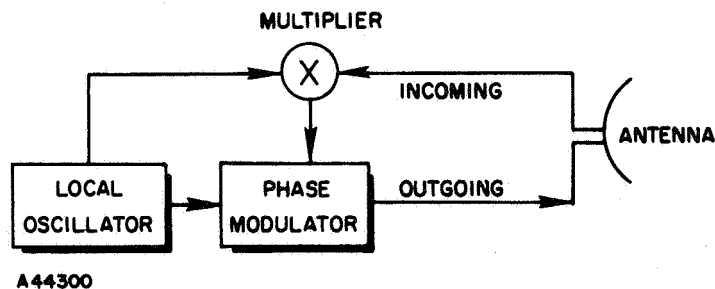 MULTIPLIER
X
INCOMING
ANTENNA
LOCAL
OSCILLATOR
PHASE
MODULATOR
OUTGOING
A44300